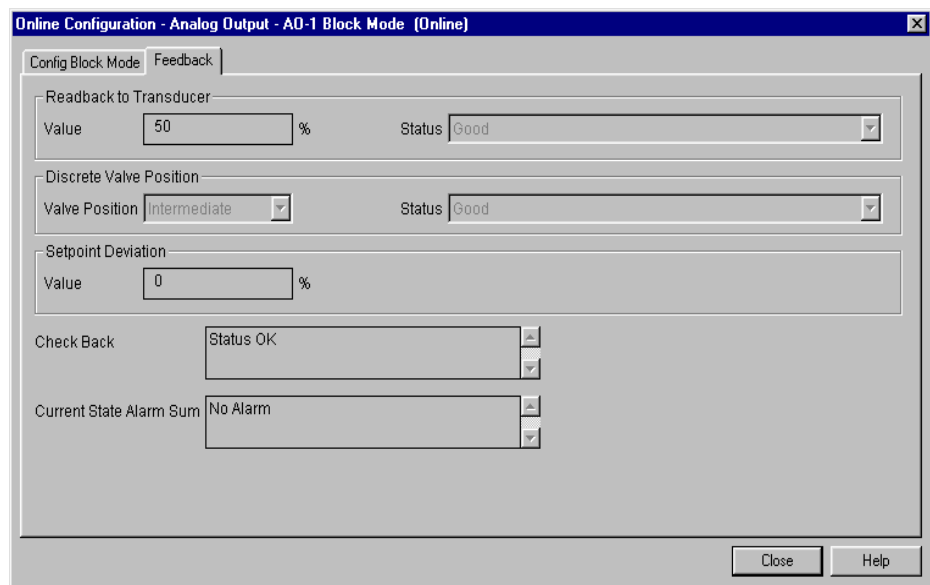 Online Configuration - Analog Output - AO-1 Block Mode (Online)
Config Block Mode Feedback
Readback to Transducer
Value 50 % Status Good
Discrete Valve Position
Valve Position Intermediate Status Good
Setpoint Deviation
Value 0 %
Check Back Status OK
Current State Alarm Sum No Alarm
Close Help